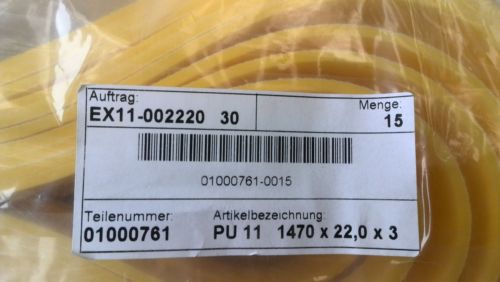 Auftrag: Menge:
EX11-002220 30 15
01000761-0015
Teilenummer: Artikelbezeichnung:
01000761 PU 11 1470 x 22,0 x 3